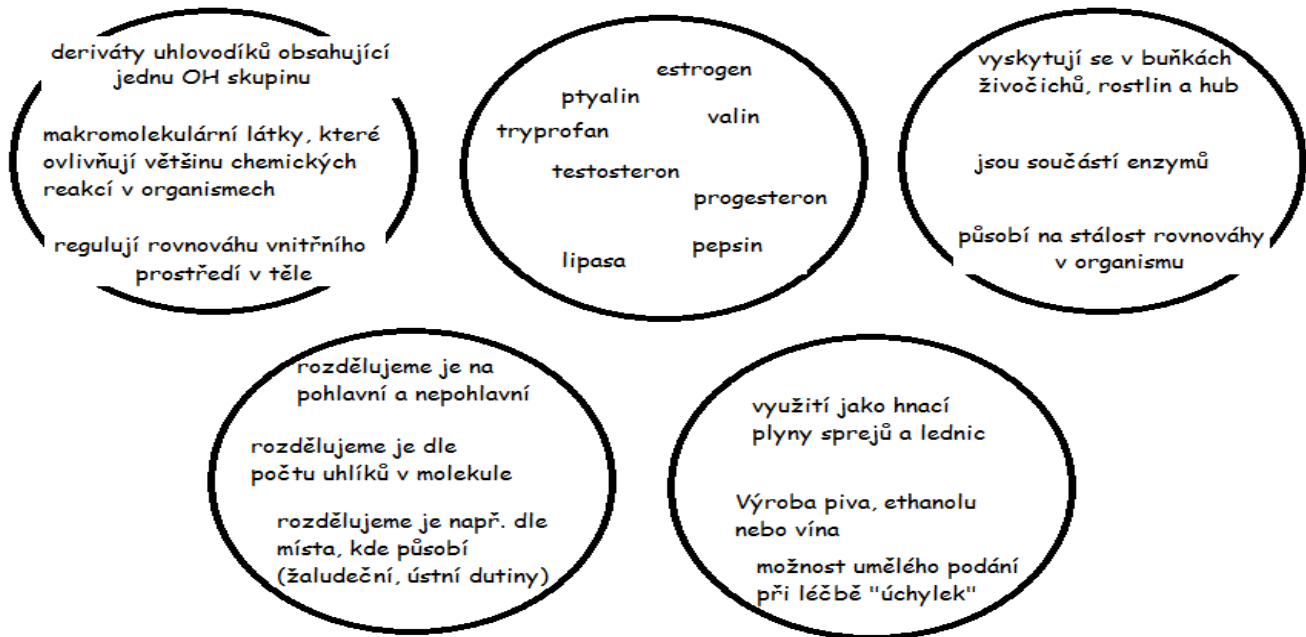 deriváty uhlovodíků obsahující
jednu OH skupinu
makromolekulární látky, které
ovlivňují většinu chemických
reakcí v organismech
regulují rovnováhu vnitřního
prostředí v těle
estrogen
ptyalin
valin
tryprofan
testosteron
progesteron
pepsin
lipasa
vyskytují se v buňkách
živočichů, rostlin a hub
jsou součástí enzymů
působí na stálost rovnováhy
v organismu
rozdělujeme je na
pohlavní a nepohlavní
rozdělujeme je dle
počtu uhlíků v molekule
rozdělujeme je např. dle
místa, kde působí
(žaludeční, ústní dutiny)
využití jako hnací
plyny sprejů a lednic
Výroba piva, ethanolu
nebo vína
možnost umělého podání
při léčbě "úchylek"